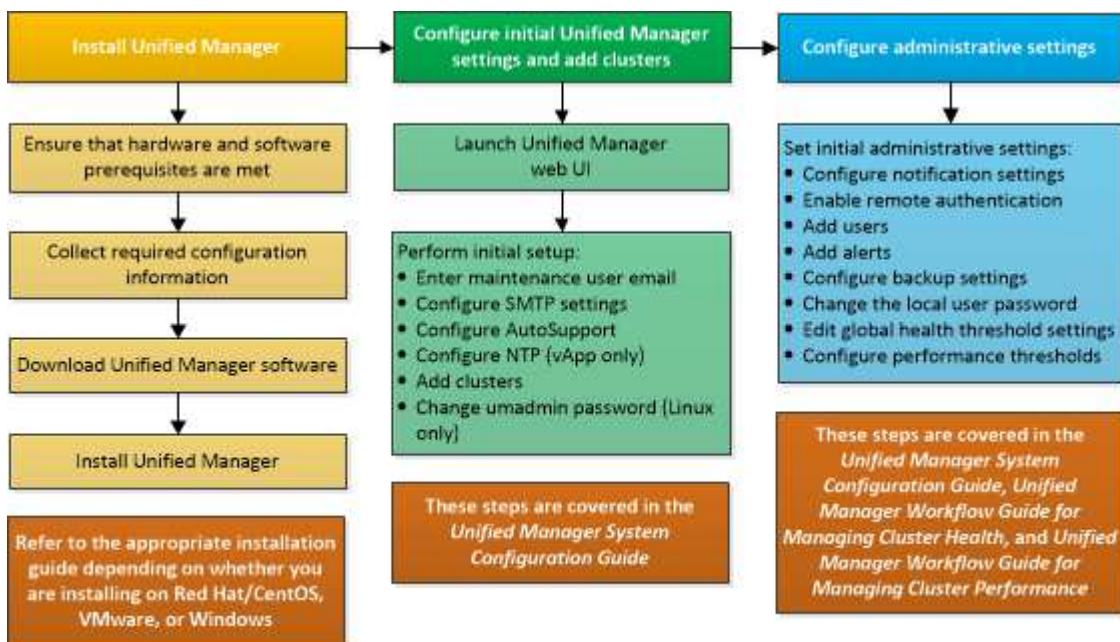 Install Unified Manager
Ensure that hardware and software
prerequisites are met
Collect required configuration
information
Download Unified Manager software
Install Unified Manager
Refer to the appropriate installation
guide depending on whether you
are installing on Red Hat/CentOS,
VMware, or Windows
Configure initial Unified Manager
settings and add clusters
Launch Unified Manager
web UI
Perform initial setup:
• Enter maintenance user email
• Configure SMTP settings
• Configure AutoSupport
• Configure NTP (vApp only)
• Add clusters
• Change umadmin password (Linux
only)
These steps are covered in the
Unified Manager System
Configuration Guide
Configure administrative settings
Set initial administrative settings:
• Configure notification settings
• Enable remote authentication
• Add users
• Add alerts
• Configure backup settings
• Change the local user password
• Edit global health threshold settings
• Configure performance thresholds
These steps are covered in the
Unified Manager System
Configuration Guide, Unified
Manager Workflow Guide for
Managing Cluster Health, and Unified
Manager Workflow Guide for
Managing Cluster Performance